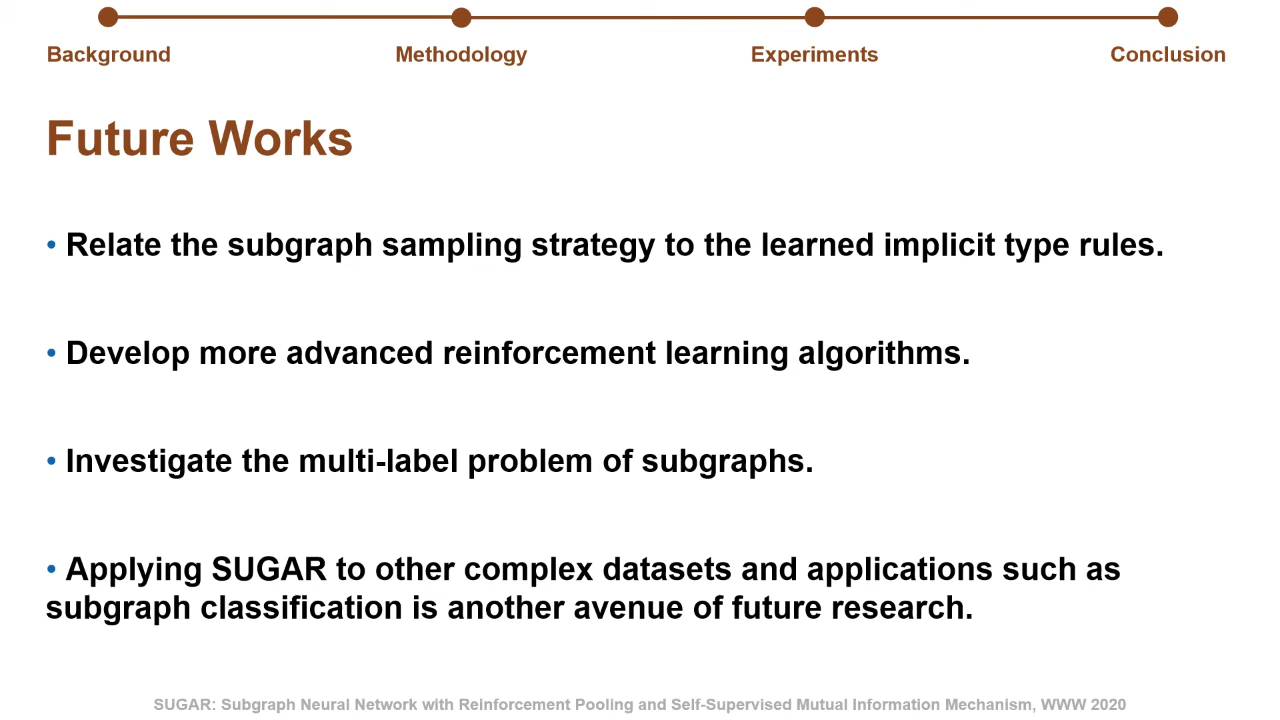 Background Methodology Experiments Conclusion
Future Works
• Relate the subgraph sampling strategy to the learned implicit type rules.
• Develop more advanced reinforcement learning algorithms.
• Investigate the multi-label problem of subgraphs.
• Applying SUGAR to other complex datasets and applications such as
subgraph classification is another avenue of future research.
SUGAR: Subgraph Neural Network with Reinforcement Pooling and Self-Supervised Mutual Information Mechanism, WWW 2020